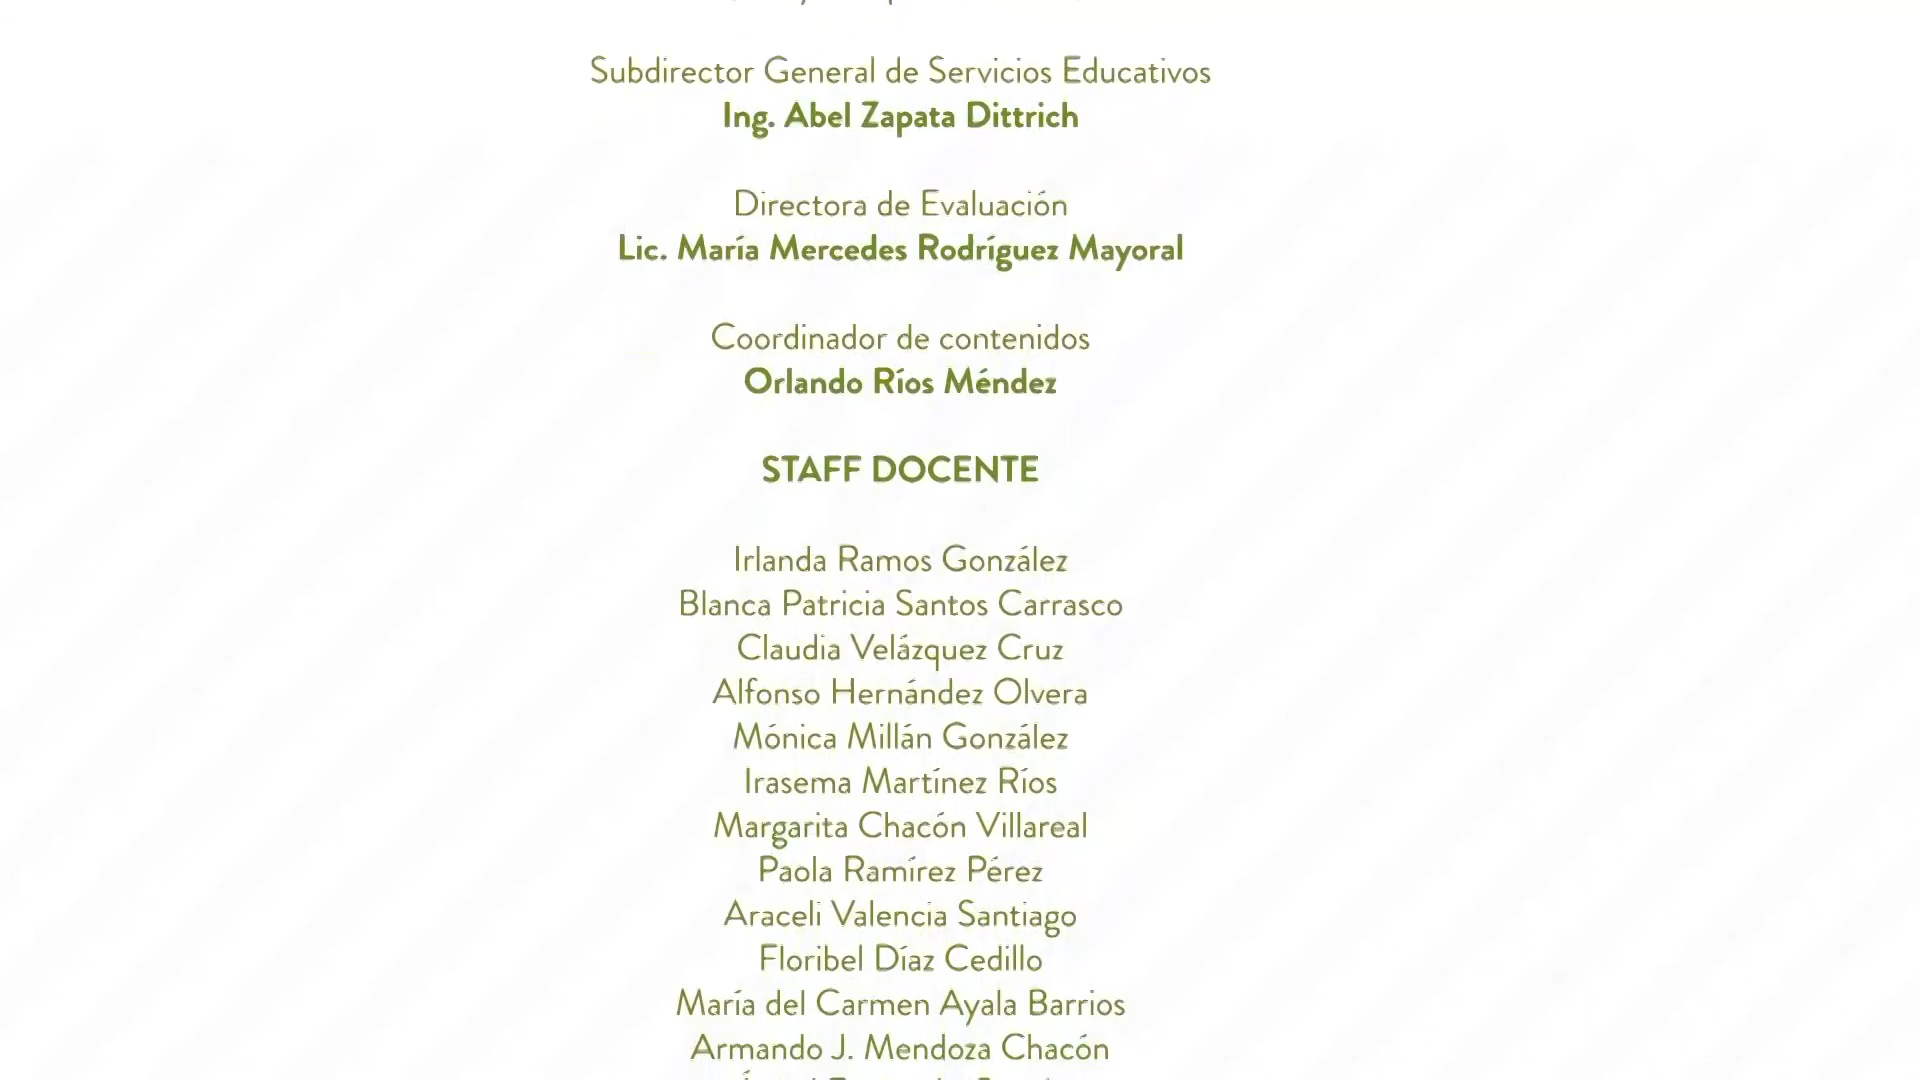 Subdirector General de Servicios Educativos
Ing. Abel Zapata Dittrich
Directora de Evaluación
Lic. María Mercedes Rodríguez Mayoral
Coordinador de contenidos
Orlando Ríos Méndez
STAFF DOCENTE
Irlanda Ramos González
Blanca Patricia Santos Carrasco
Claudia Velázquez Cruz
Alfonso Hernández Olvera
Mónica Millán González
Irasema Martínez Ríos
Margarita Chacón Villareal
Paola Ramírez Pérez
Araceli Valencia Santiago
Floribel Díaz Cedillo
María del Carmen Ayala Barrios
Armando J. Mendoza Chacón